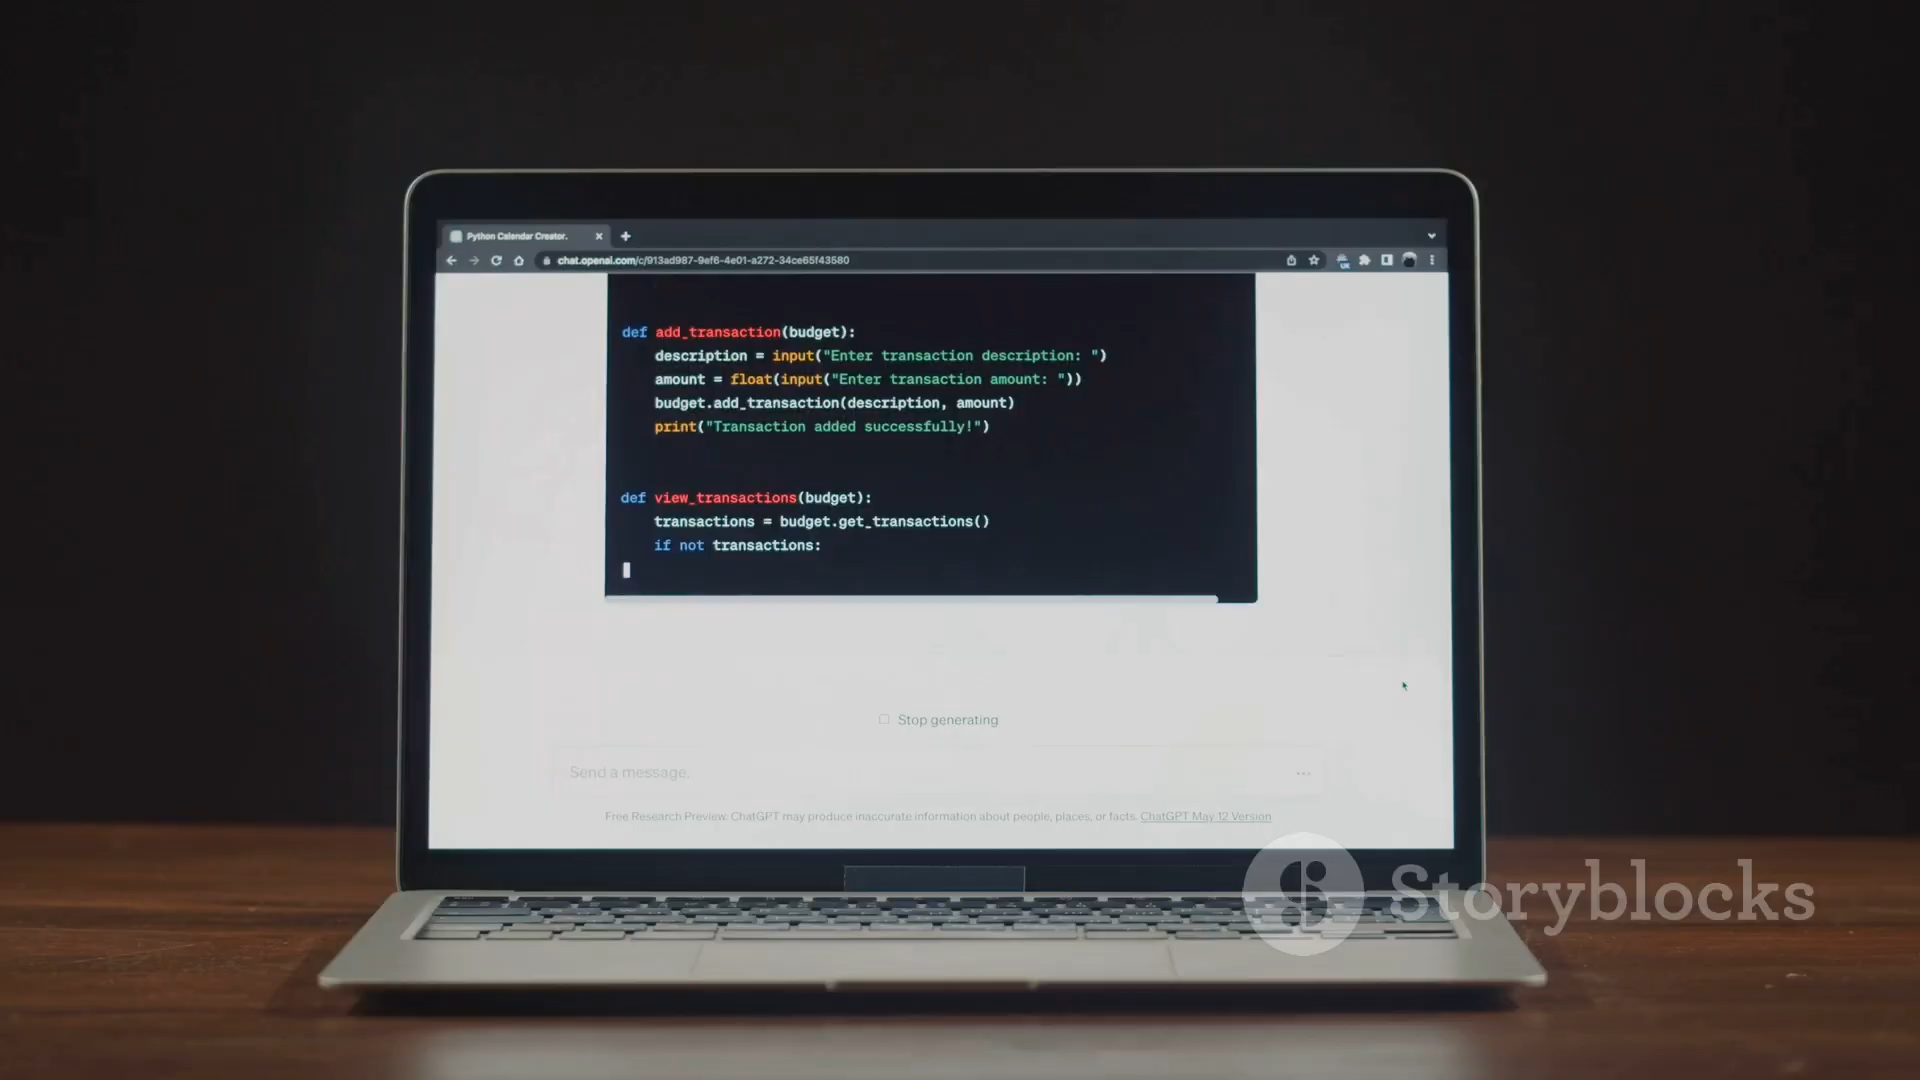 Python Calendar Creator.
chat.openai.com/c/913ad987-9ef6-4e01-a272-34ce65f43580
UK
def add_transaction(budget):
description = input("Enter transaction description: ")
amount = float(input("Enter transaction amount: "))
budget.add_transaction(description, amount)
print("Transaction added successfully!")
def view_transactions(budget):
transactions = budget.get_transactions()
if not transactions:
Stop generating
Send a message.
Free Research Preview. ChatGPT may produce inaccurate information about people, places, or facts. ChatGPT May 12 Version
Storyblocks